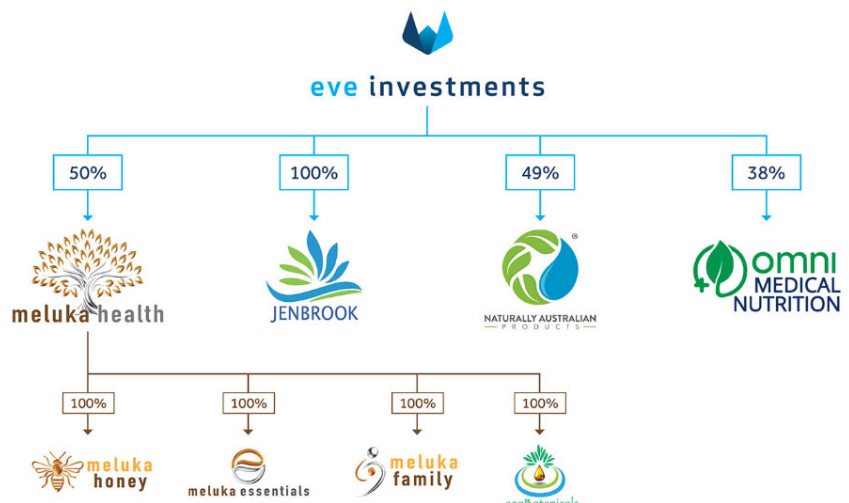 eve investments
50%
100%
49%
38%
meluka health
JENBROOK
®
NATURALLY AUSTRALIAN
PRODUCTS
omni
MEDICAL
NUTRITION
100%
100%
100%
100%
meluka
honey
meluka essentials
meluka
family